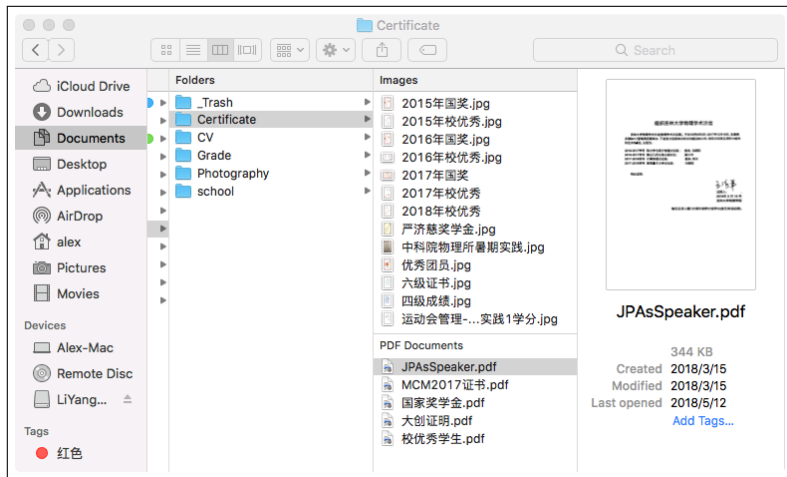 Certificate
Search
iCloud Drive
Downloads
Documents
Desktop
Applications
AirDrop
alex
Pictures
Movies
Devices
Alex-Mac
Remote Disc
LiYang...
Tags
红色
Folders
_Trash
Certificate
CV
Grade
Photography
school
Images
2015年国奖.jpg
2015年校优秀.jpg
2016年国奖.jpg
2016年校优秀.jpg
2017年国奖
2017年校优秀
2018年校优秀
严济慈奖学金.jpg
中科院物理所暑期实践.jpg
优秀团员.jpg
六级证书.jpg
四级成绩.jpg
运动会管理-...实践1学分.jpg
PDF Documents
JPAsSpeaker.pdf
MCM2017证书.pdf
国家奖学金.pdf
大创证明.pdf
校优秀学生.pdf
JPAsSpeaker.pdf
344 KB
Created 2018/3/15
Modified 2018/3/15
Last opened 2018/5/12
Add Tags...